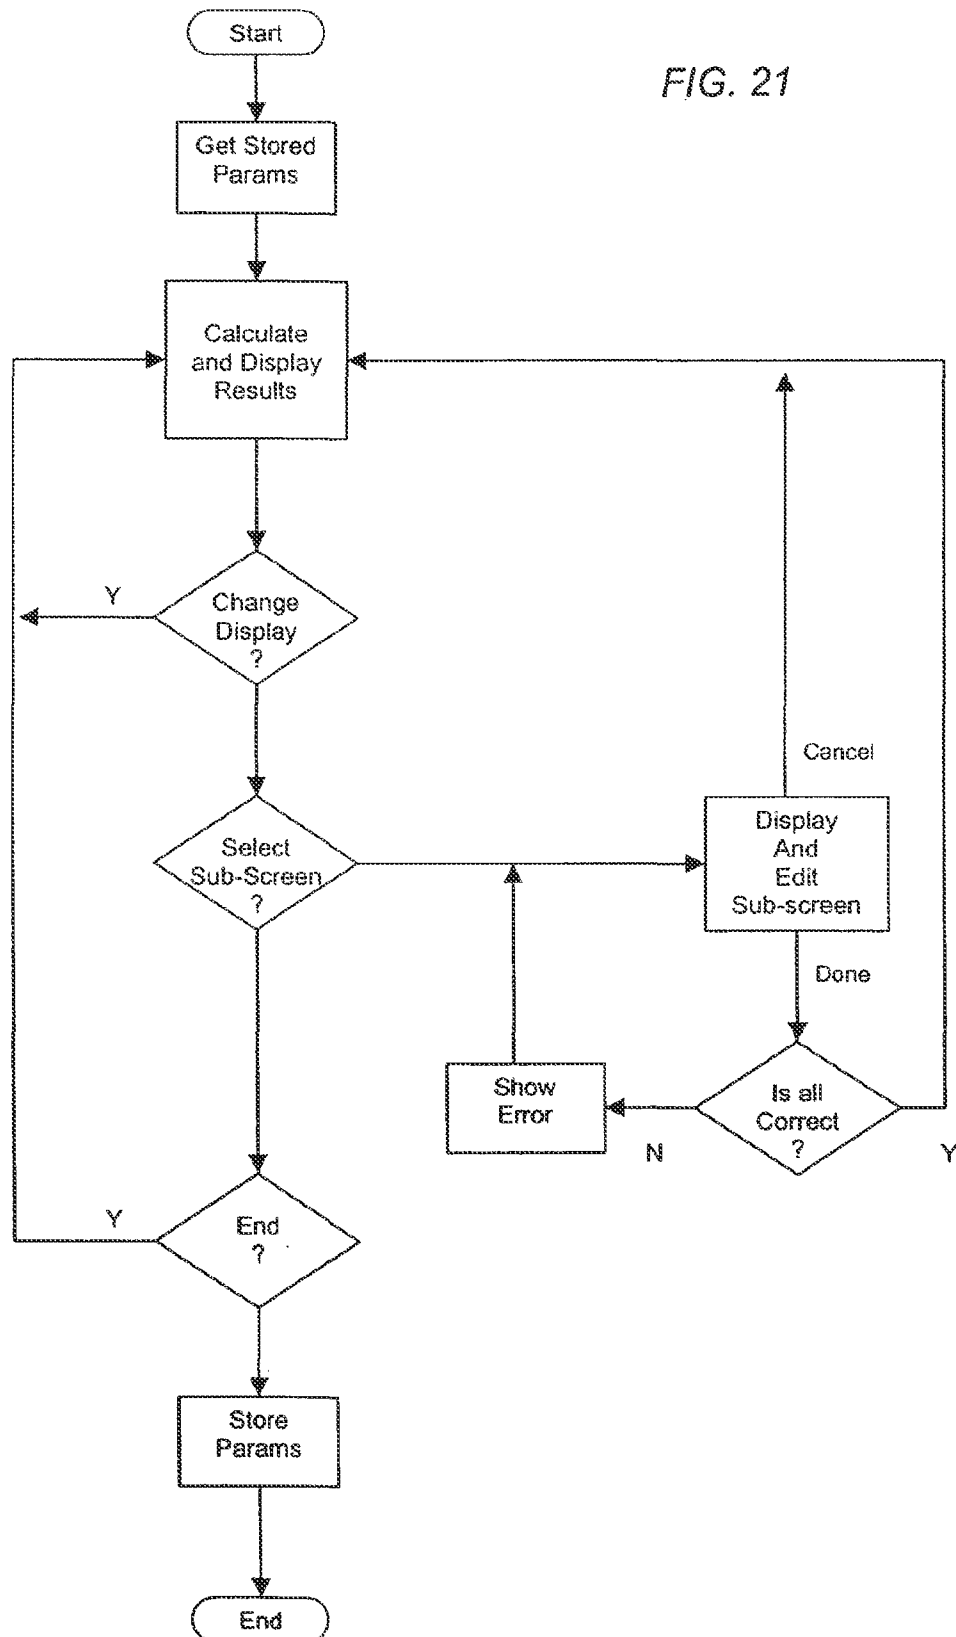 Start
FIG. 21
Get Stored
Params
Calculate
and Display
Results
Y
Change
Display
?
Cancel
Select
Sub-Screen
?
Display
And
Edit
Sub-screen
Done
Show
Error
N
Is all
Correct
?
Y
Y
End
?
Store
Params
End